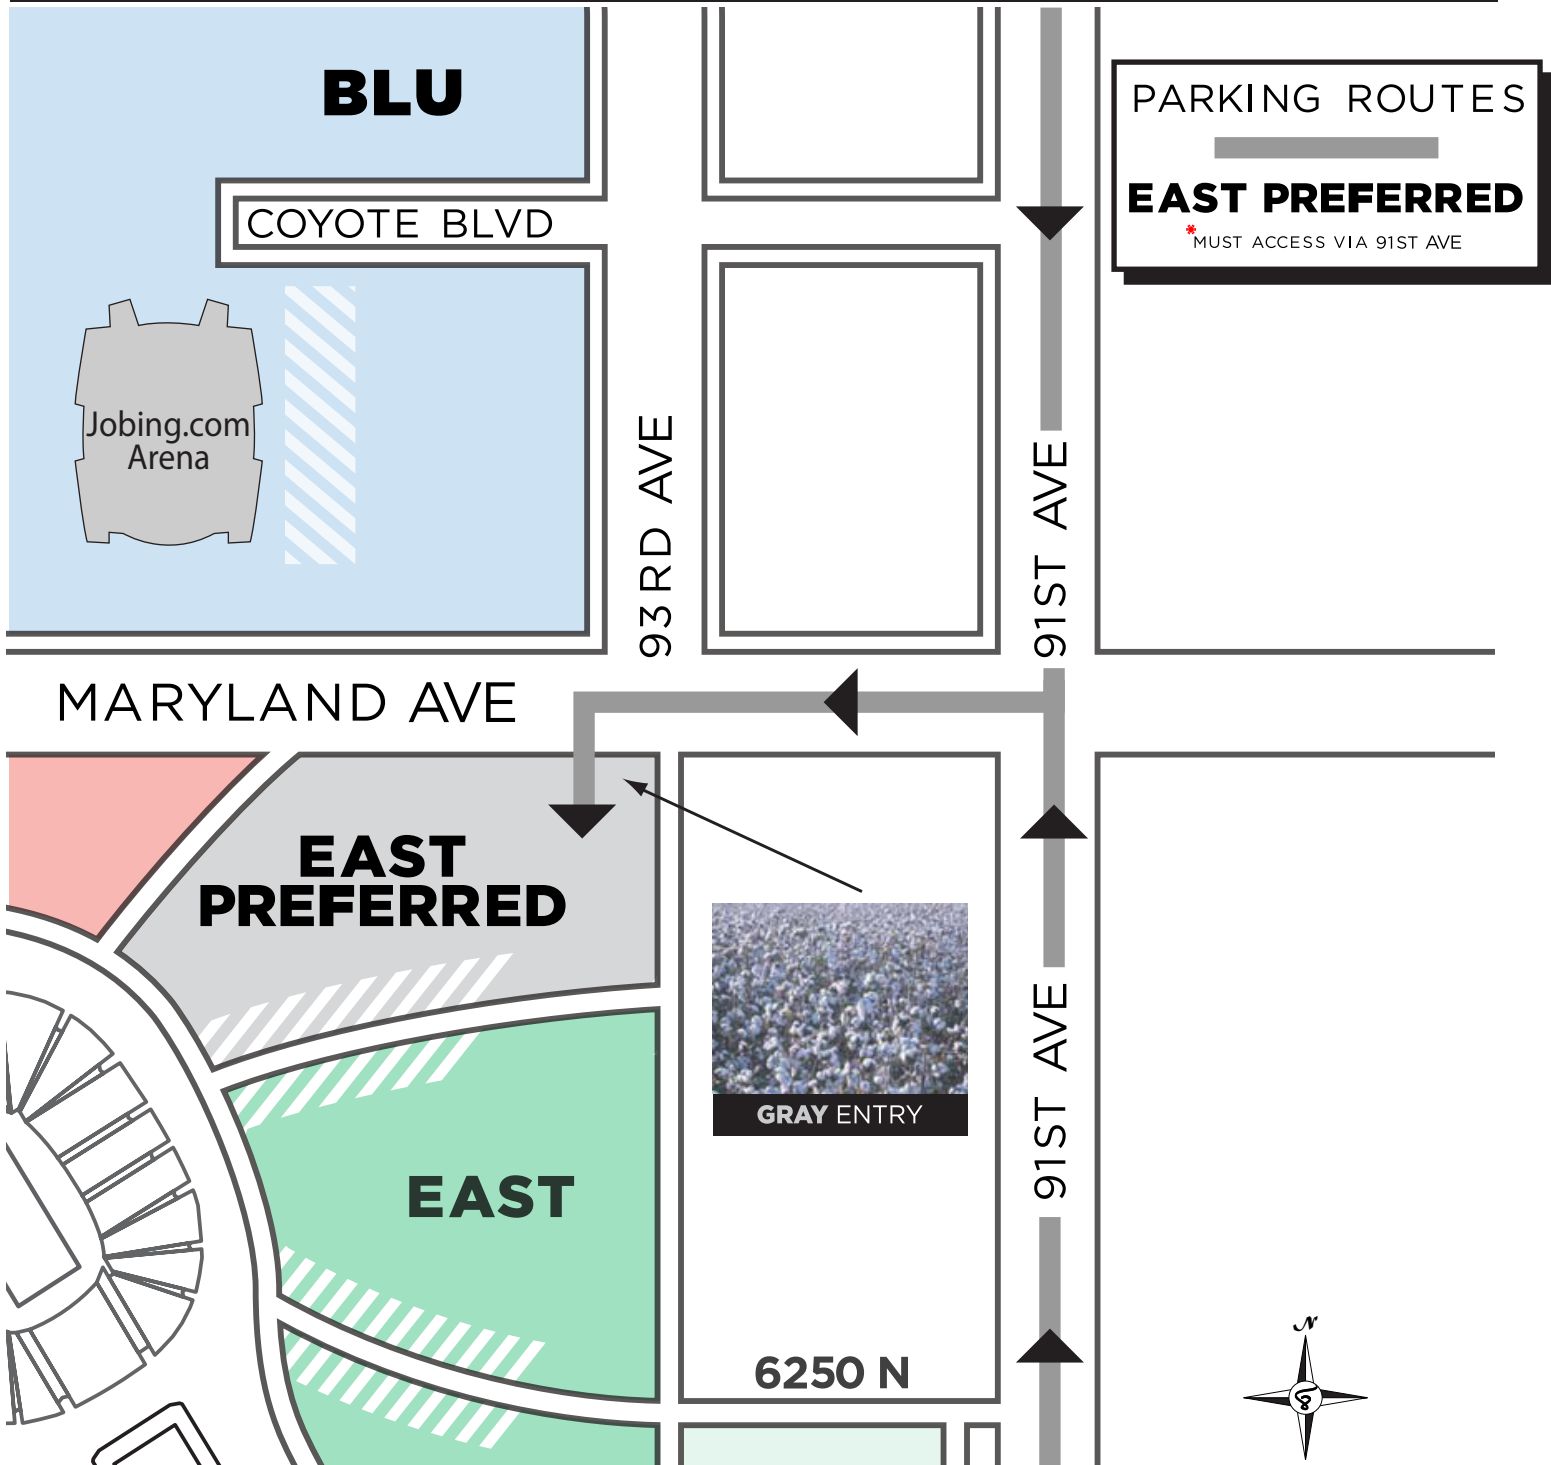 BLU
PARKING ROUTES
EAST PREFERRED
*MUST ACCESS VIA 91ST AVE
COYOTE BLVD
Jobing.com
Arena
93RD AVE
91ST AVE
MARYLAND AVE
EAST
PREFERRED
91ST AVE
GRAY ENTRY
EAST
6250 N
N